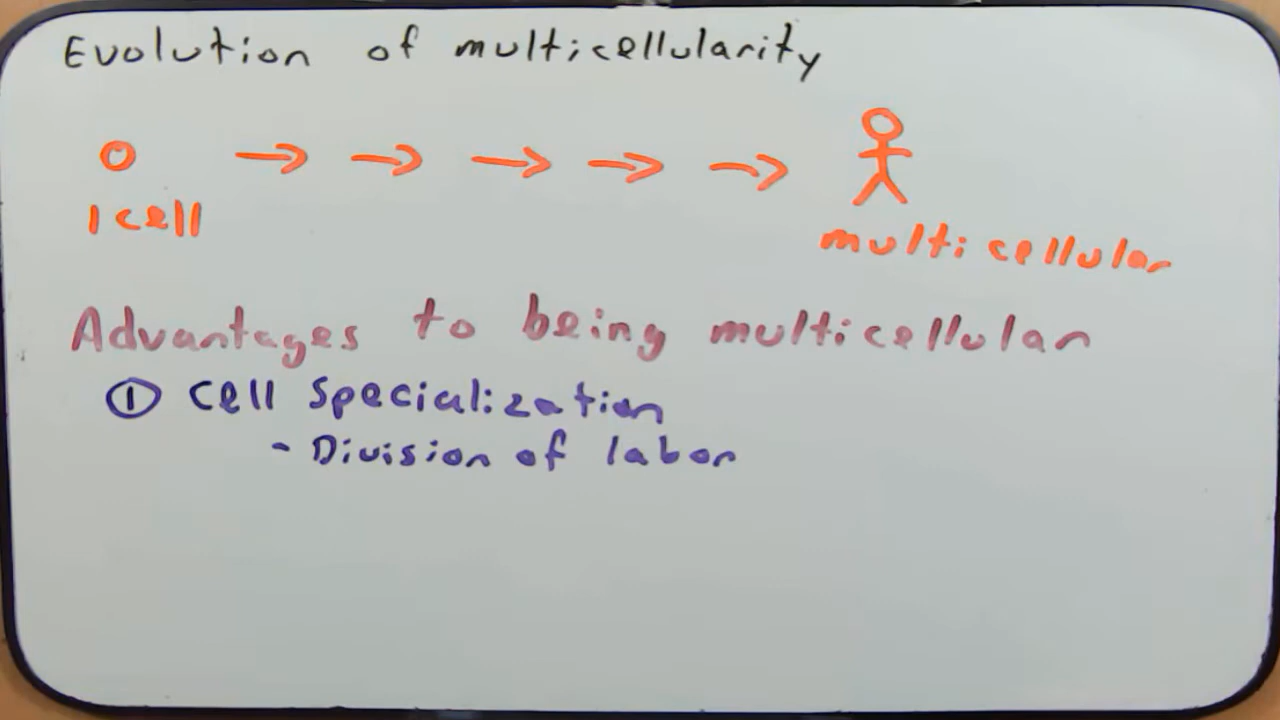 Evolution of multicellularity
1 cell
multicellular
Advantages to being multicellular
① Cell Specialization
- Division of labor